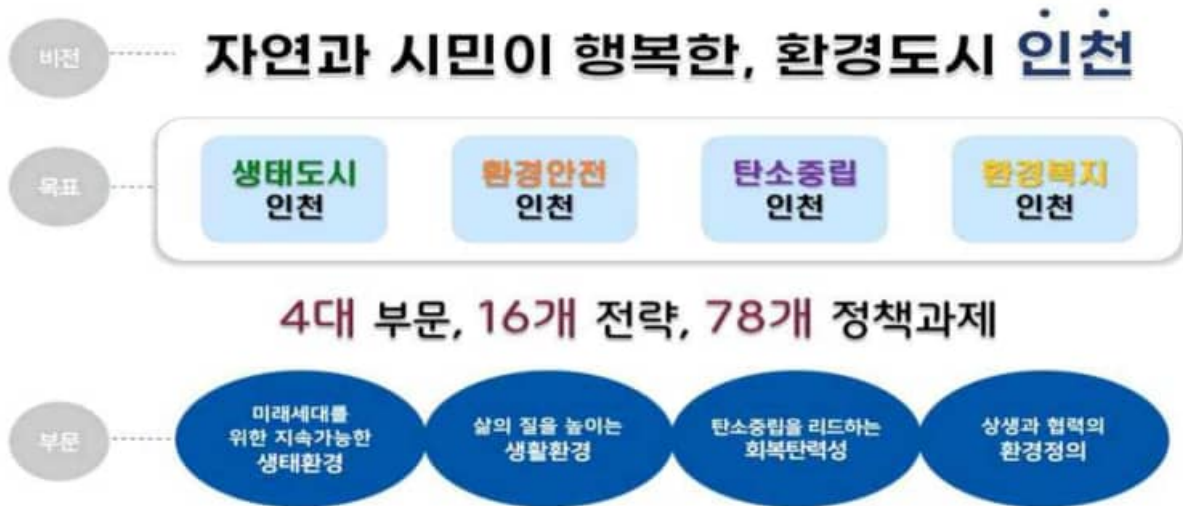 비전
자연과 시민이 행복한, 환경도시 인천
목표
생태도시
인천
환경안전
인천
탄소중립
인천
환경복지
인천
4대 부문, 16개 전략, 78개 정책과제
부문
미래세대를
위한 지속가능한
생태환경
삶의 질을 높이는
생활환경
탄소중립을 리드하는
회복탄력성
상생과 협력의
환경정의